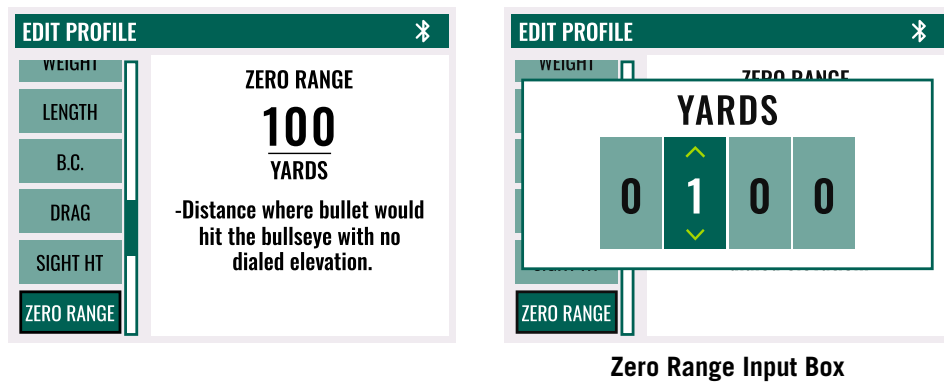 EDIT PROFILE
WEIGHT
LENGTH
B.C.
DRAG
SIGHT HT
ZERO RANGE
ZERO RANGE
100
YARDS
-Distance where bullet would
hit the bullseye with no
dialed elevation.
EDIT PROFILE
WEIGHT
ZERO RANGE
YARDS
0 1 0 0
ZERO RANGE
Zero Range Input Box